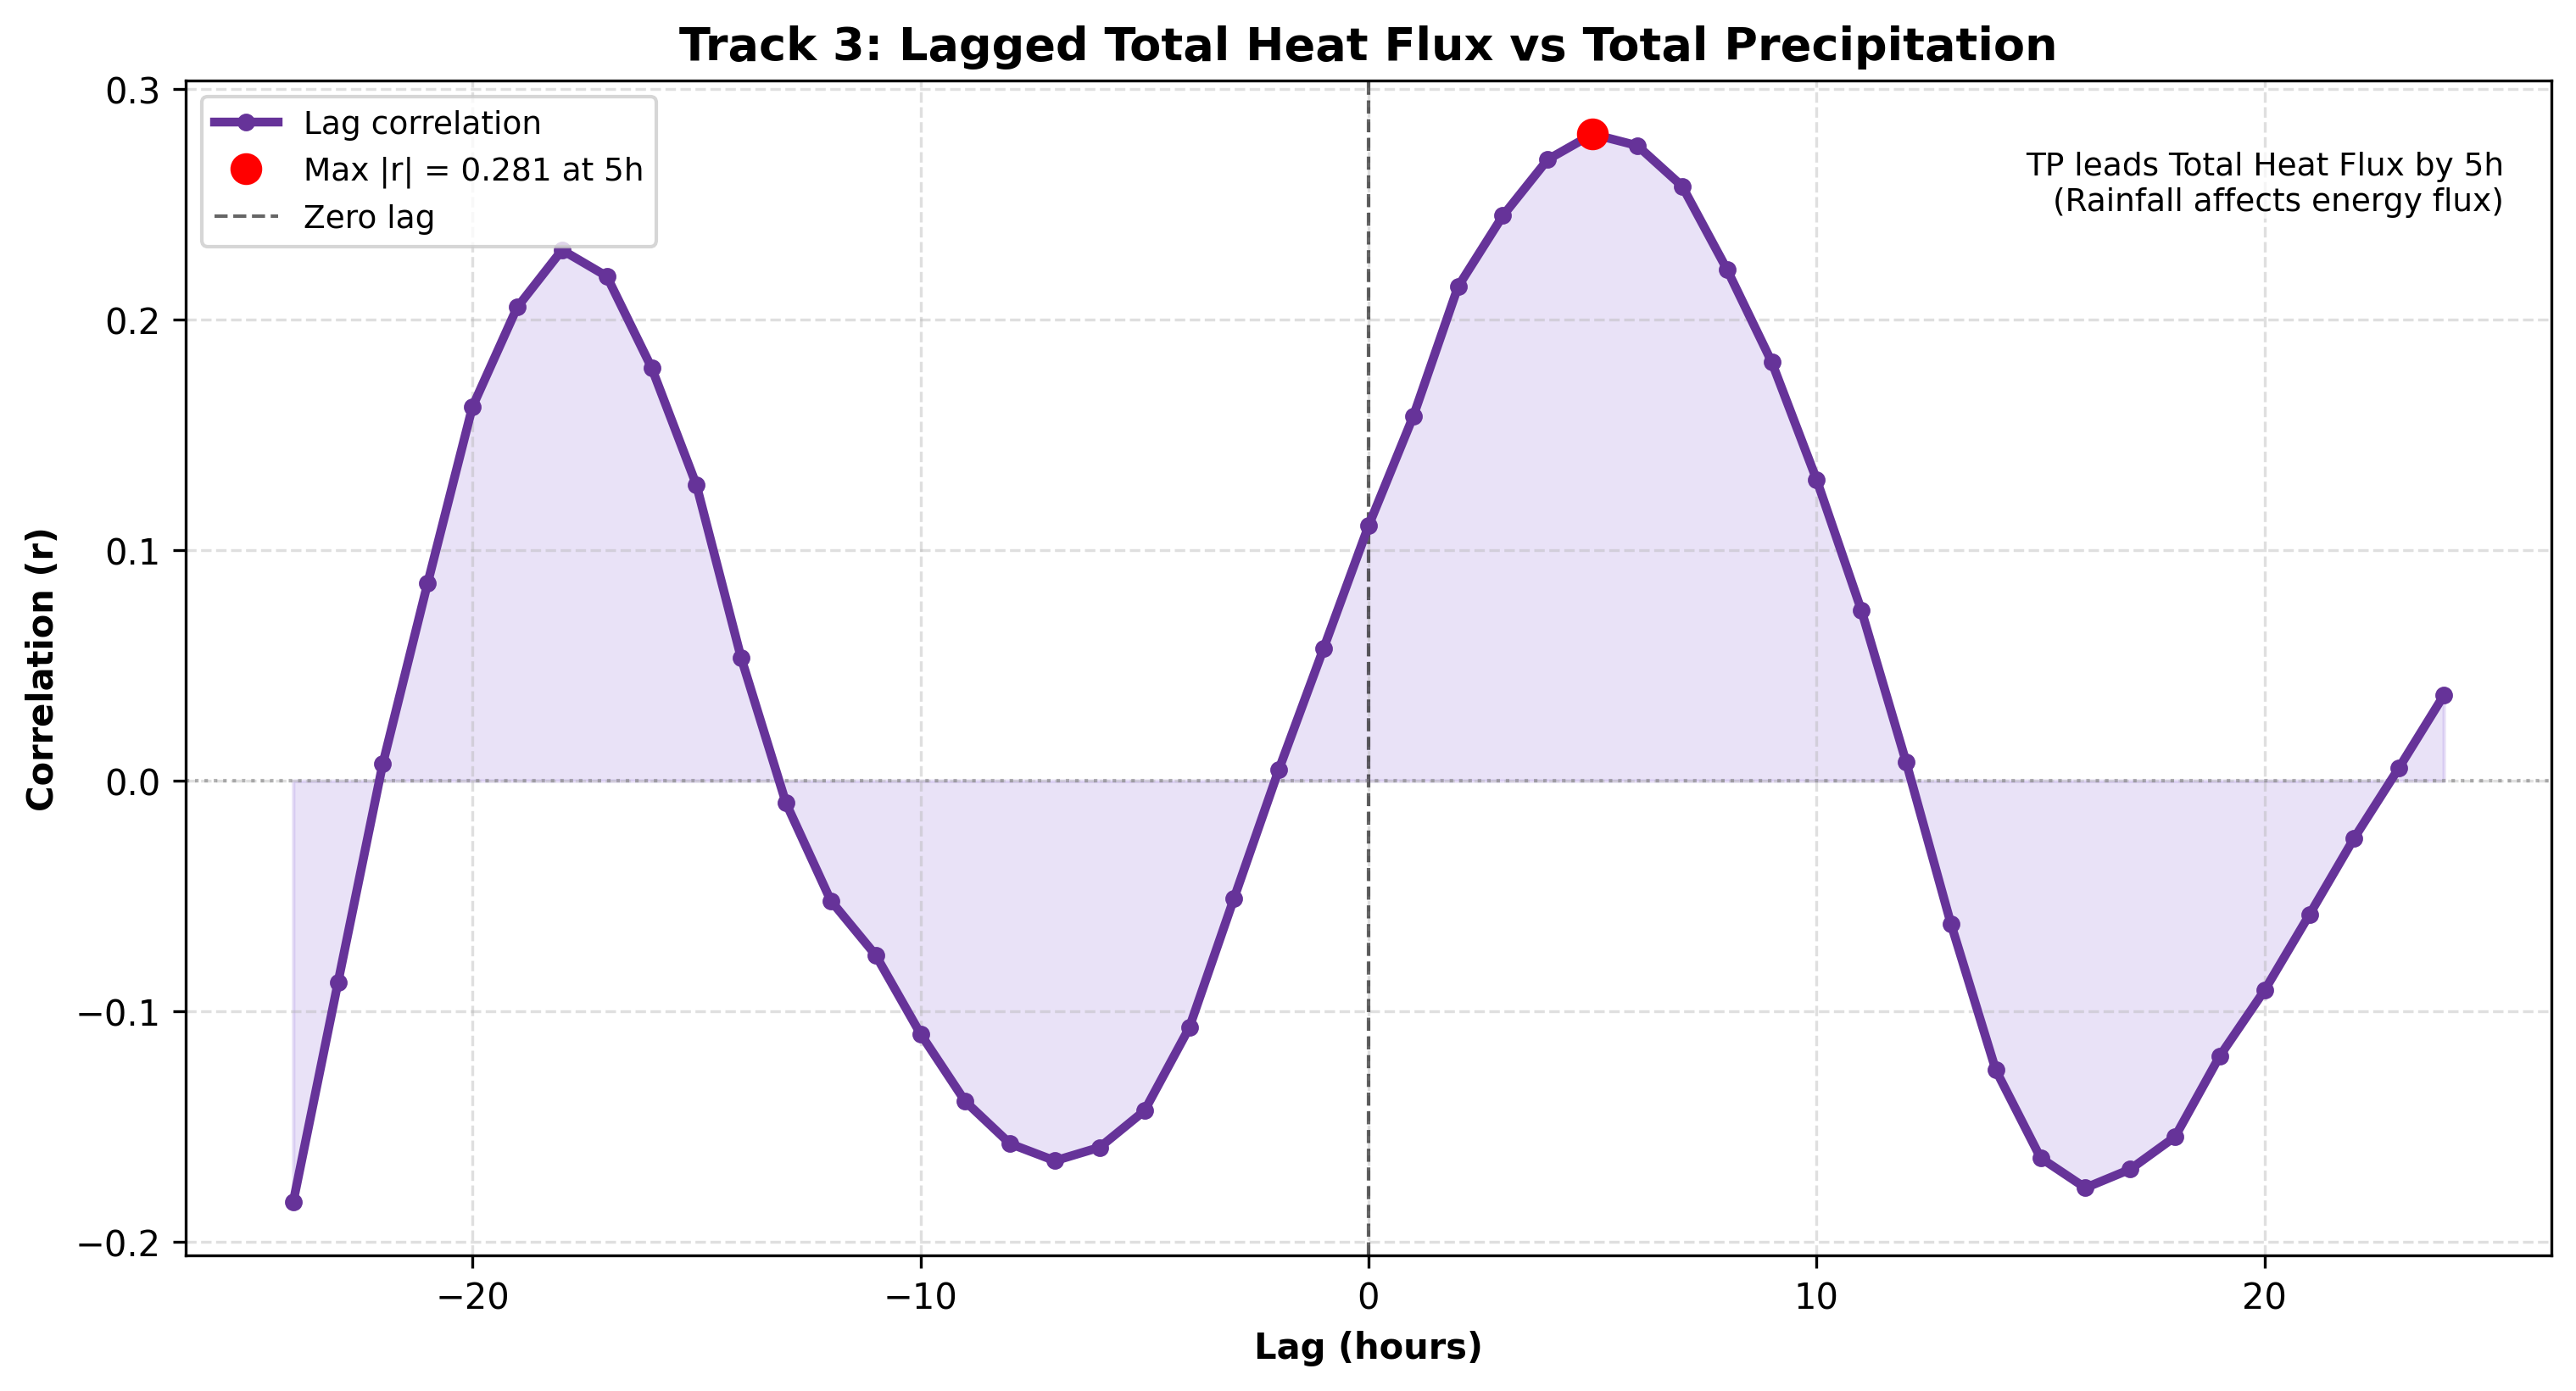 Track 3: Lagged Total Heat Flux vs Total Precipitation
Lag correlation
Max |r| = 0.281 at 5h
Zero lag
TP leads Total Heat Flux by 5h
(Rainfall affects energy flux)
Correlation (r)
0.3
0.2
0.1
0.0
−0.1
−0.2
−20
−10
0
10
20
Lag (hours)